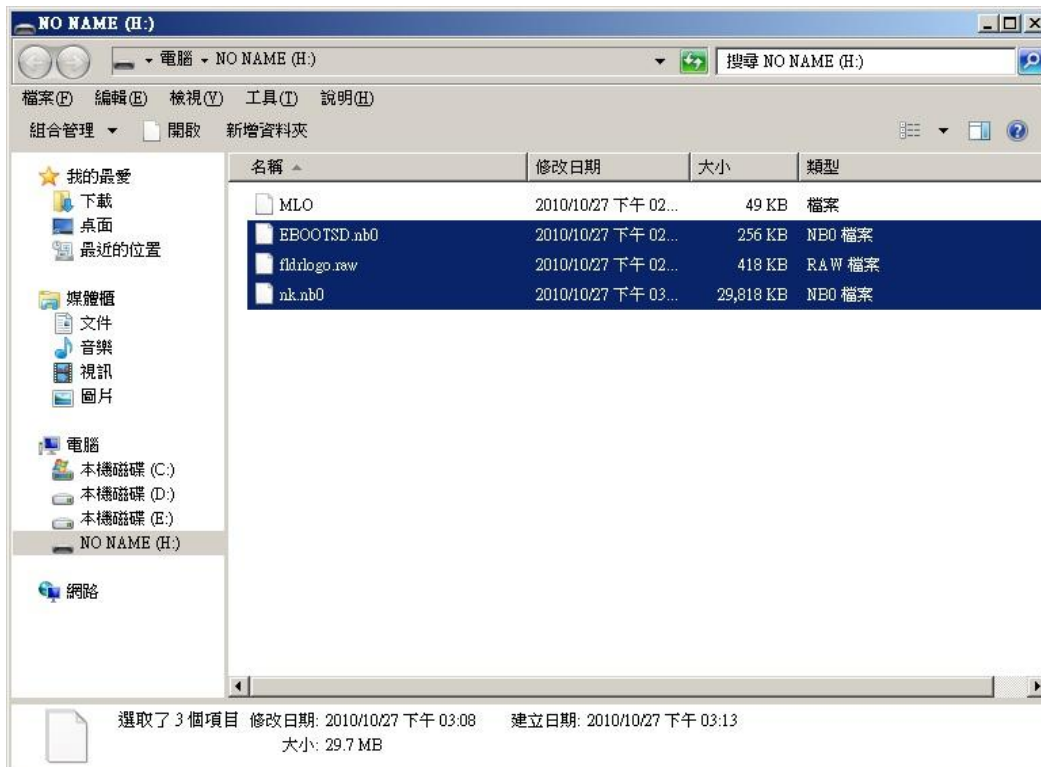 NO NAME (H:)
電腦 NO NAME (H:) 搜尋 NO NAME (H:)
檔案(F) 編輯(E) 檢視(V) 工具(T) 說明(H)
組合管理 開啟 新增資料夾
名稱 修改日期 大小 類型
MLO 2010/10/27 下午 02... 49 KB 檔案
EBOOTSD.nb0 2010/10/27 下午 02... 256 KB NB0 檔案
fldrlogo.raw 2010/10/27 下午 02... 418 KB RAW 檔案
nk.nb0 2010/10/27 下午 03... 29,818 KB NB0 檔案
我的最愛
下載
桌面
最近的位置
媒體櫃
文件
音樂
視訊
圖片
電腦
本機磁碟 (C:)
本機磁碟 (D:)
本機磁碟 (E:)
NO NAME (H:)
網路
選取了 3 個項目 修改日期: 2010/10/27 下午 03:08 建立日期: 2010/10/27 下午 03:13
大小: 29.7 MB